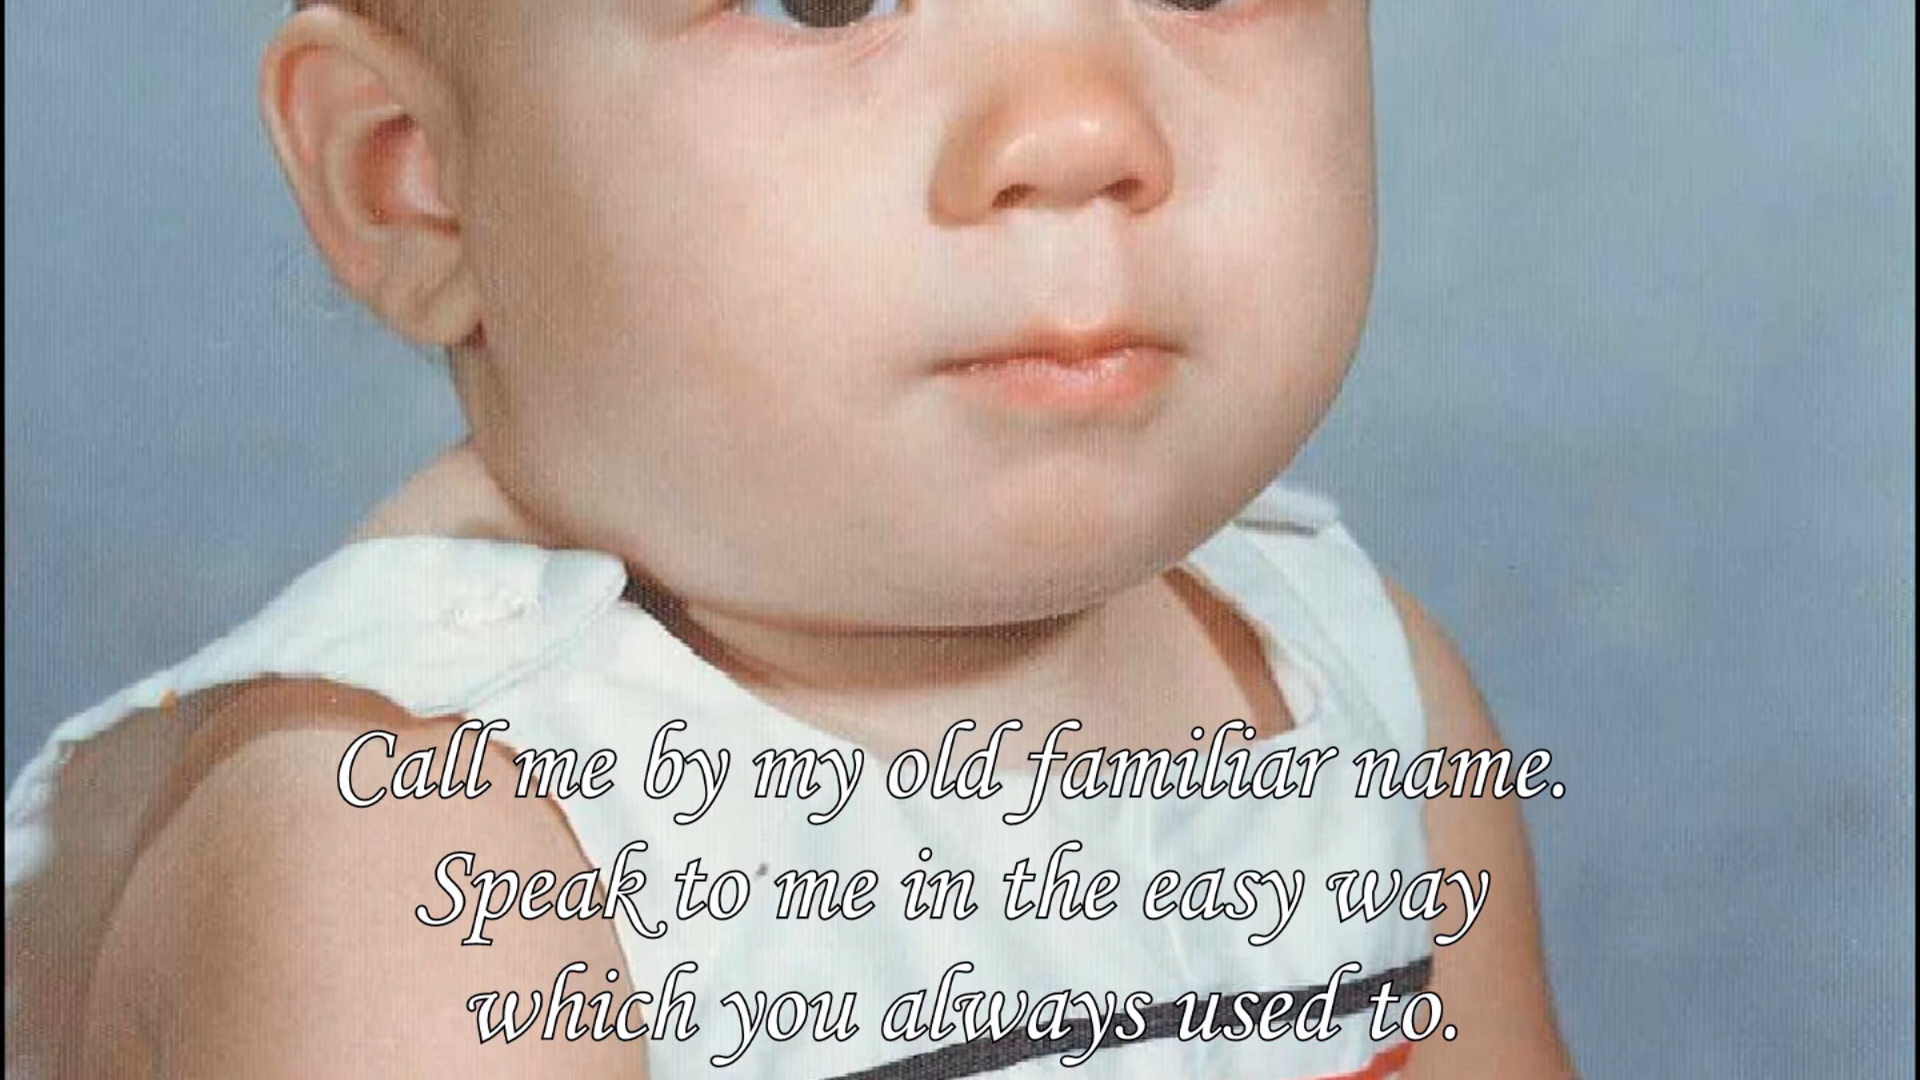 Call me by my old familiar name.
Speak to me in the easy way
which you always used to.